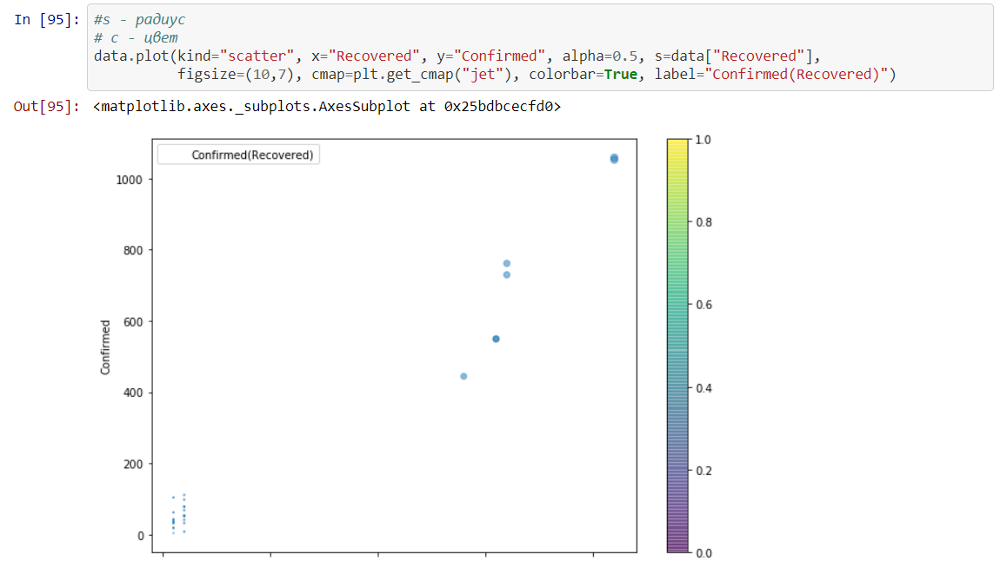 In [95]: #s - радиус
# c - цвет
data.plot(kind="scatter", x="Recovered", y="Confirmed", alpha=0.5, s=data["Recovered"],
figsize=(10,7), cmap=plt.get_cmap("jet"), colorbar=True, label="Confirmed(Recovered)")
Out[95]: <matplotlib.axes._subplots.AxesSubplot at 0x25bdbcecfd0>
Confirmed(Recovered)
1000
800
600
400
200
0
Confirmed
1.0
0.8
0.6
0.4
0.2
0.0